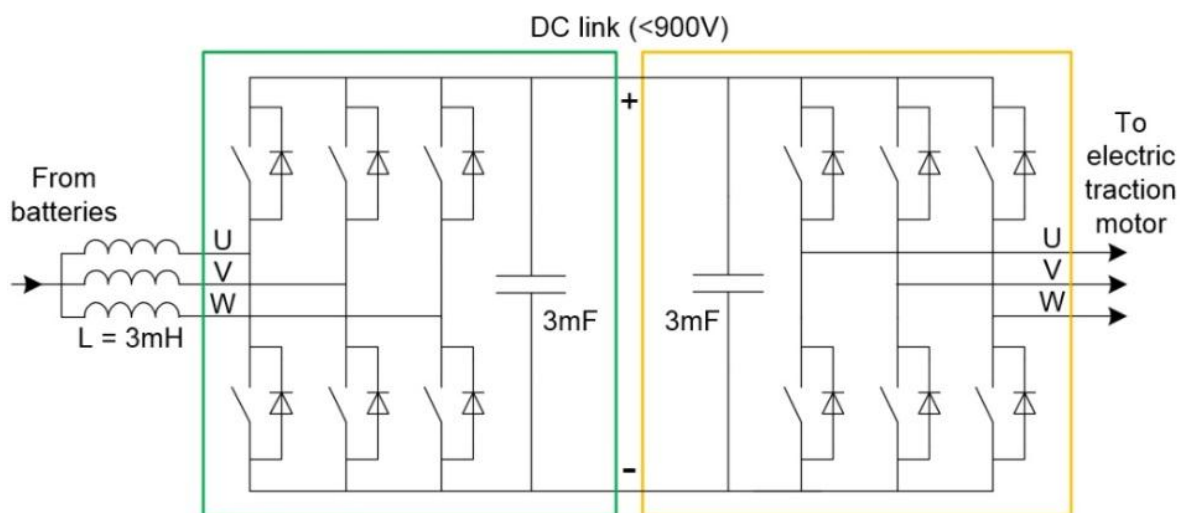 DC link (<900V)
+
From
batteries
U
V
W
L = 3mH
3mF
3mF
-
U
V
W
To
electric
traction
motor